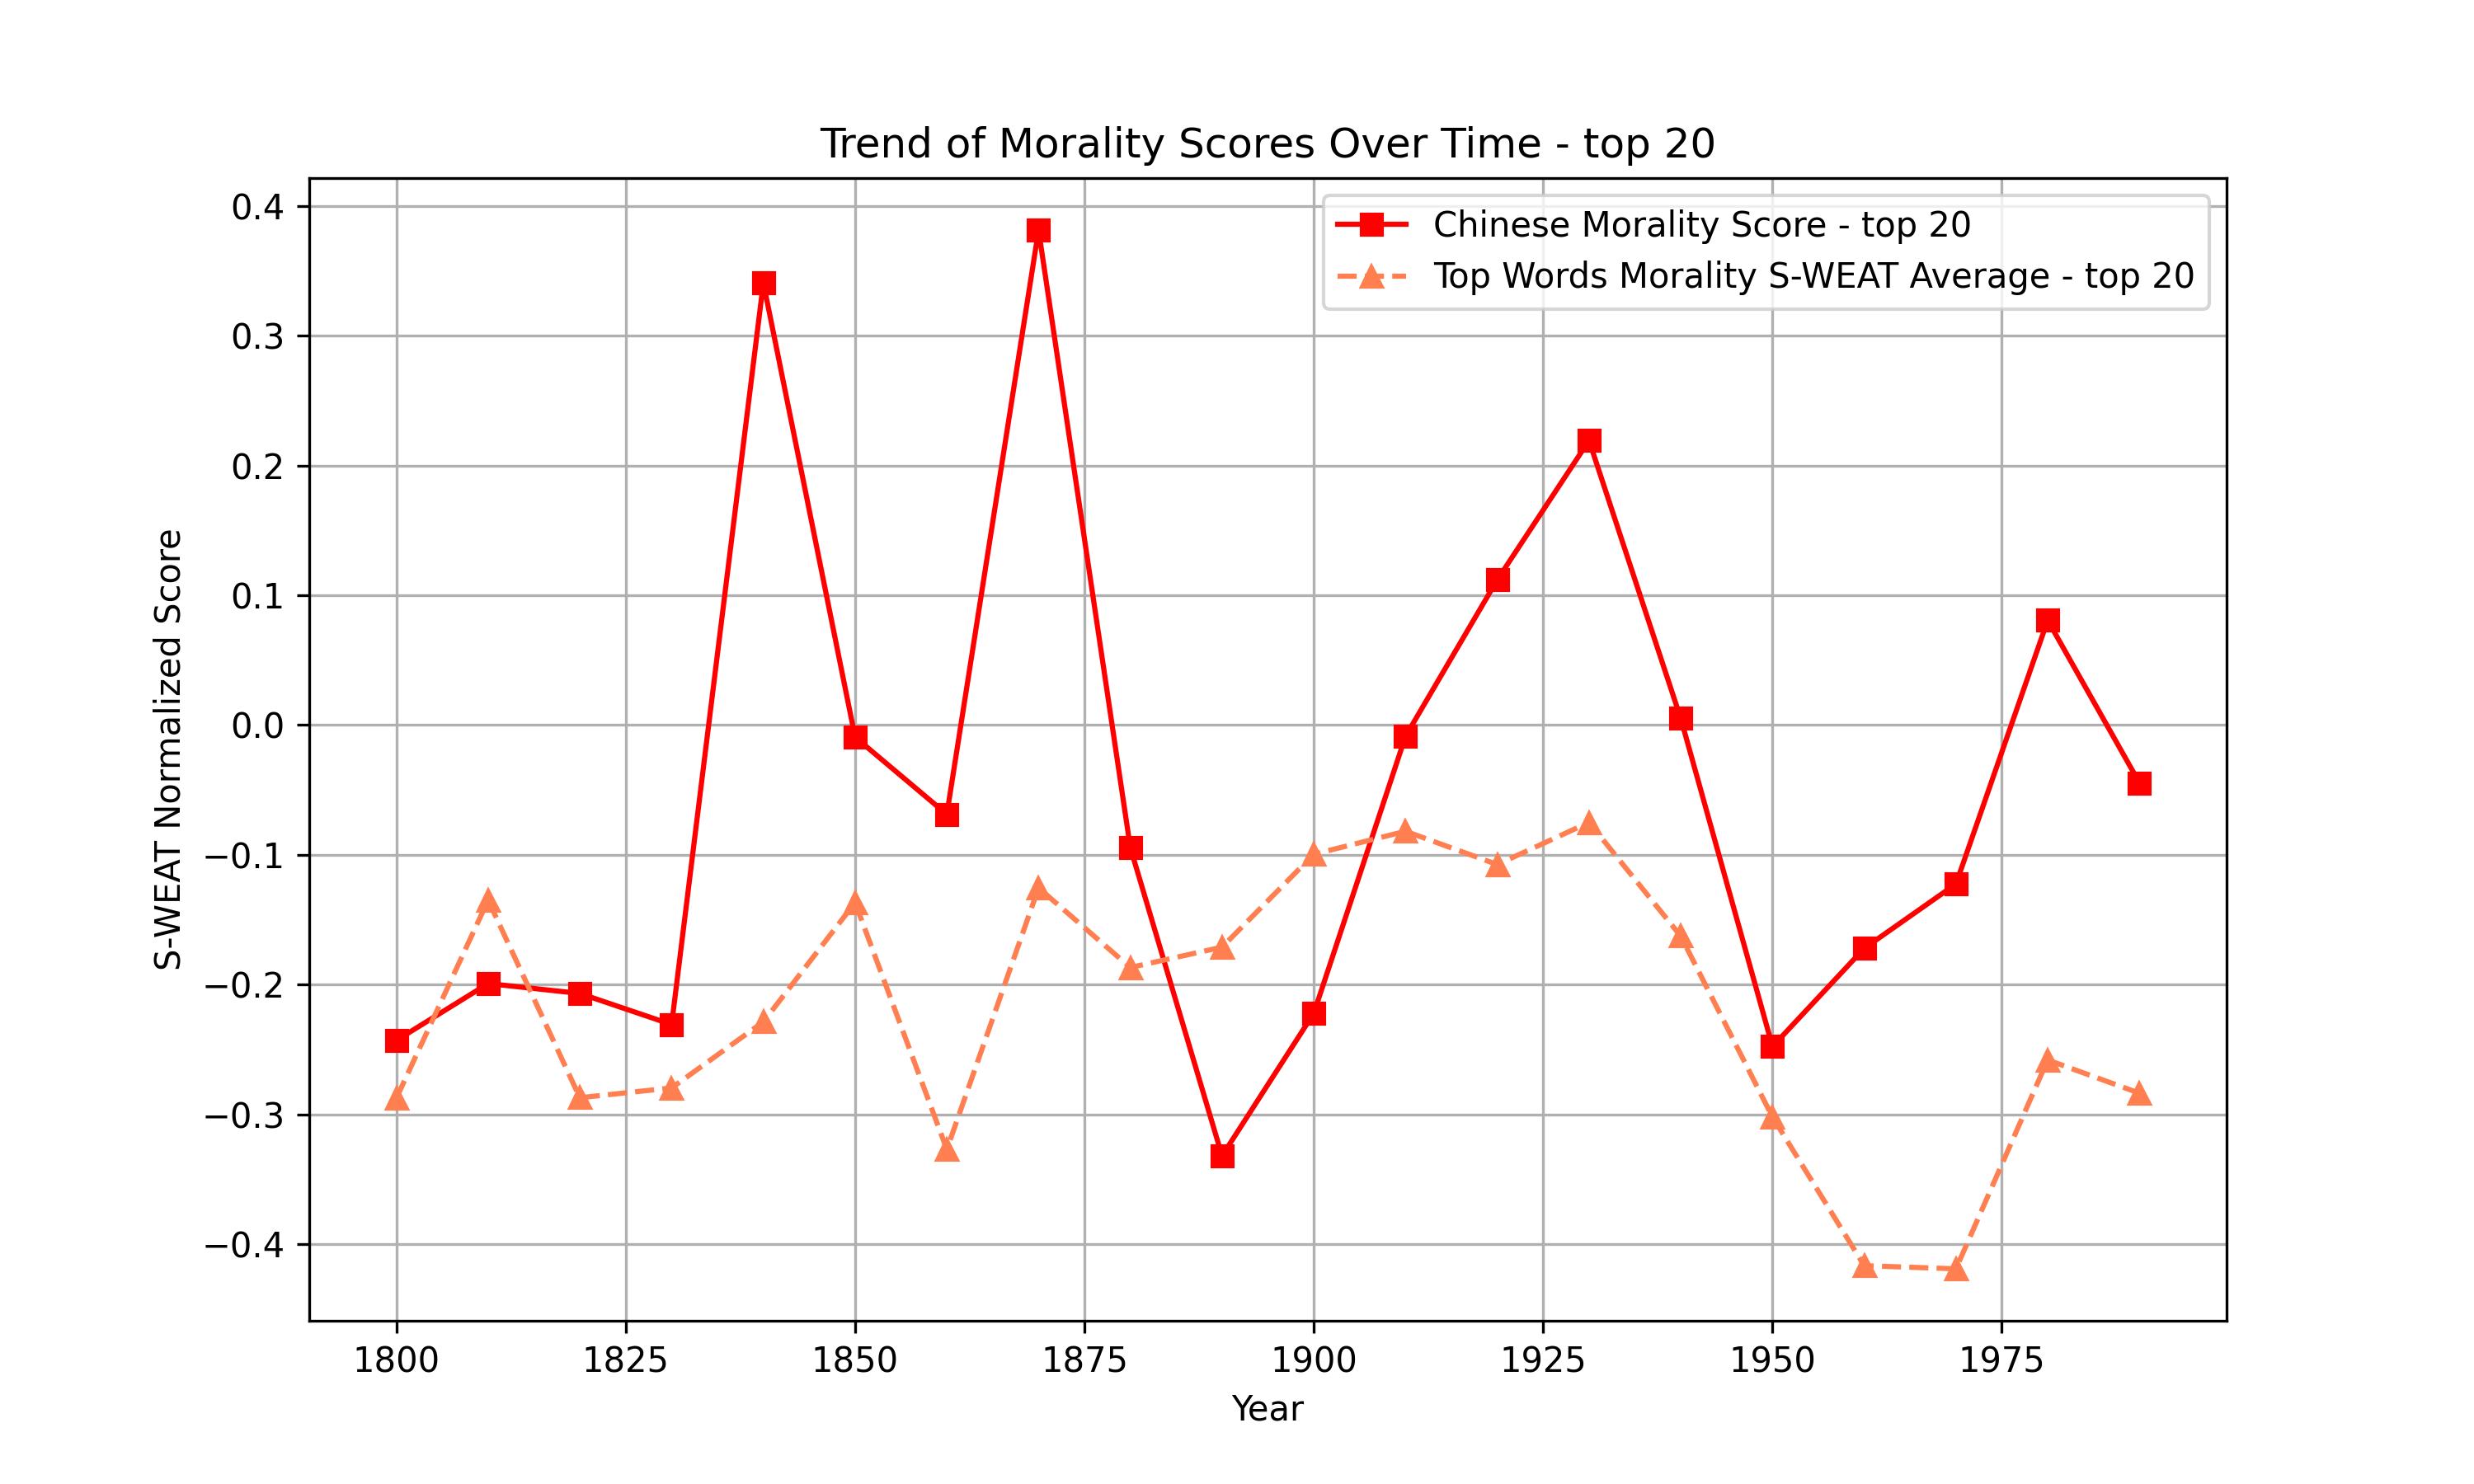 Trend of Morality Scores Over Time - top 20
Chinese Morality Score - top 20
Top Words Morality S-WEAT Average - top 20
S-WEAT Normalized Score
0.4
0.3
0.2
0.1
0.0
−0.1
−0.2
−0.3
−0.4
1800 1825 1850 1875 1900 1925 1950 1975
Year